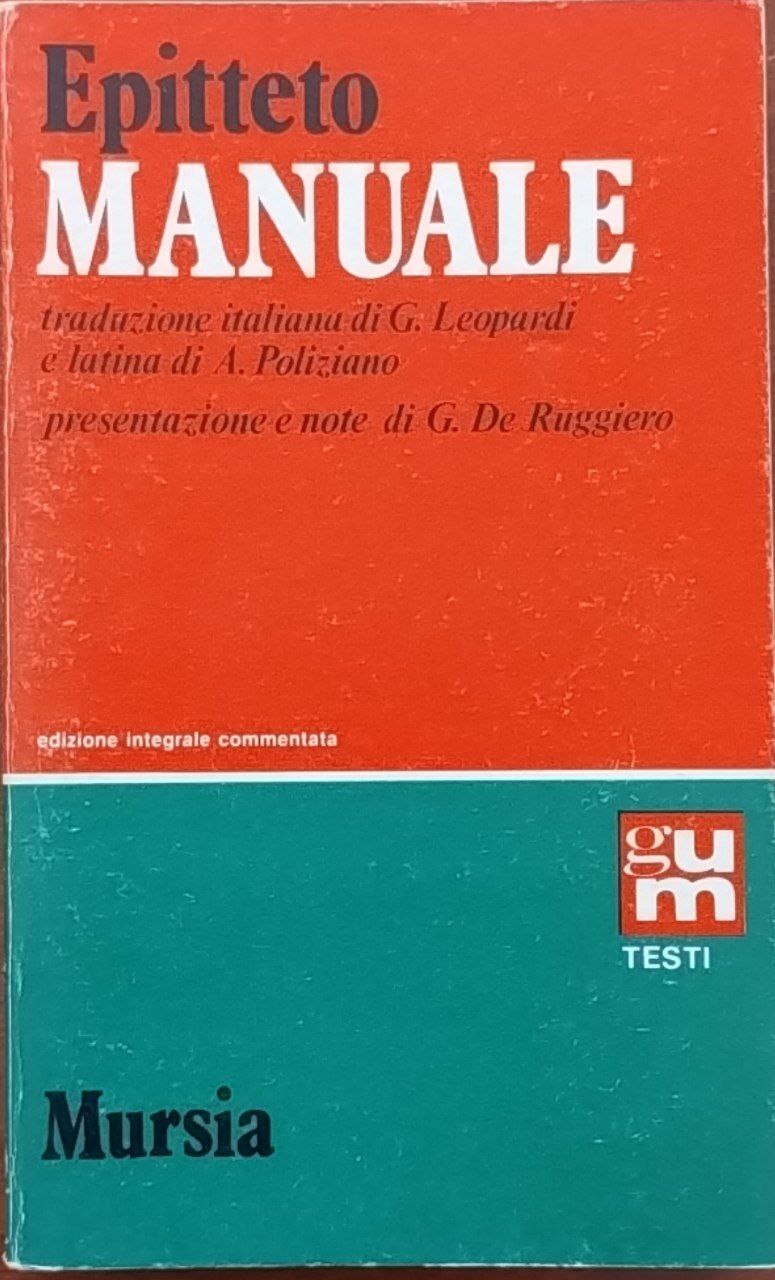 Epitteto
MANUALE
traduzione italiana di G. Leopardi
e latina di A. Poliziano
presentazione e note di G. De Ruggiero
edizione integrale commentata
gum
TESTI
Mursia